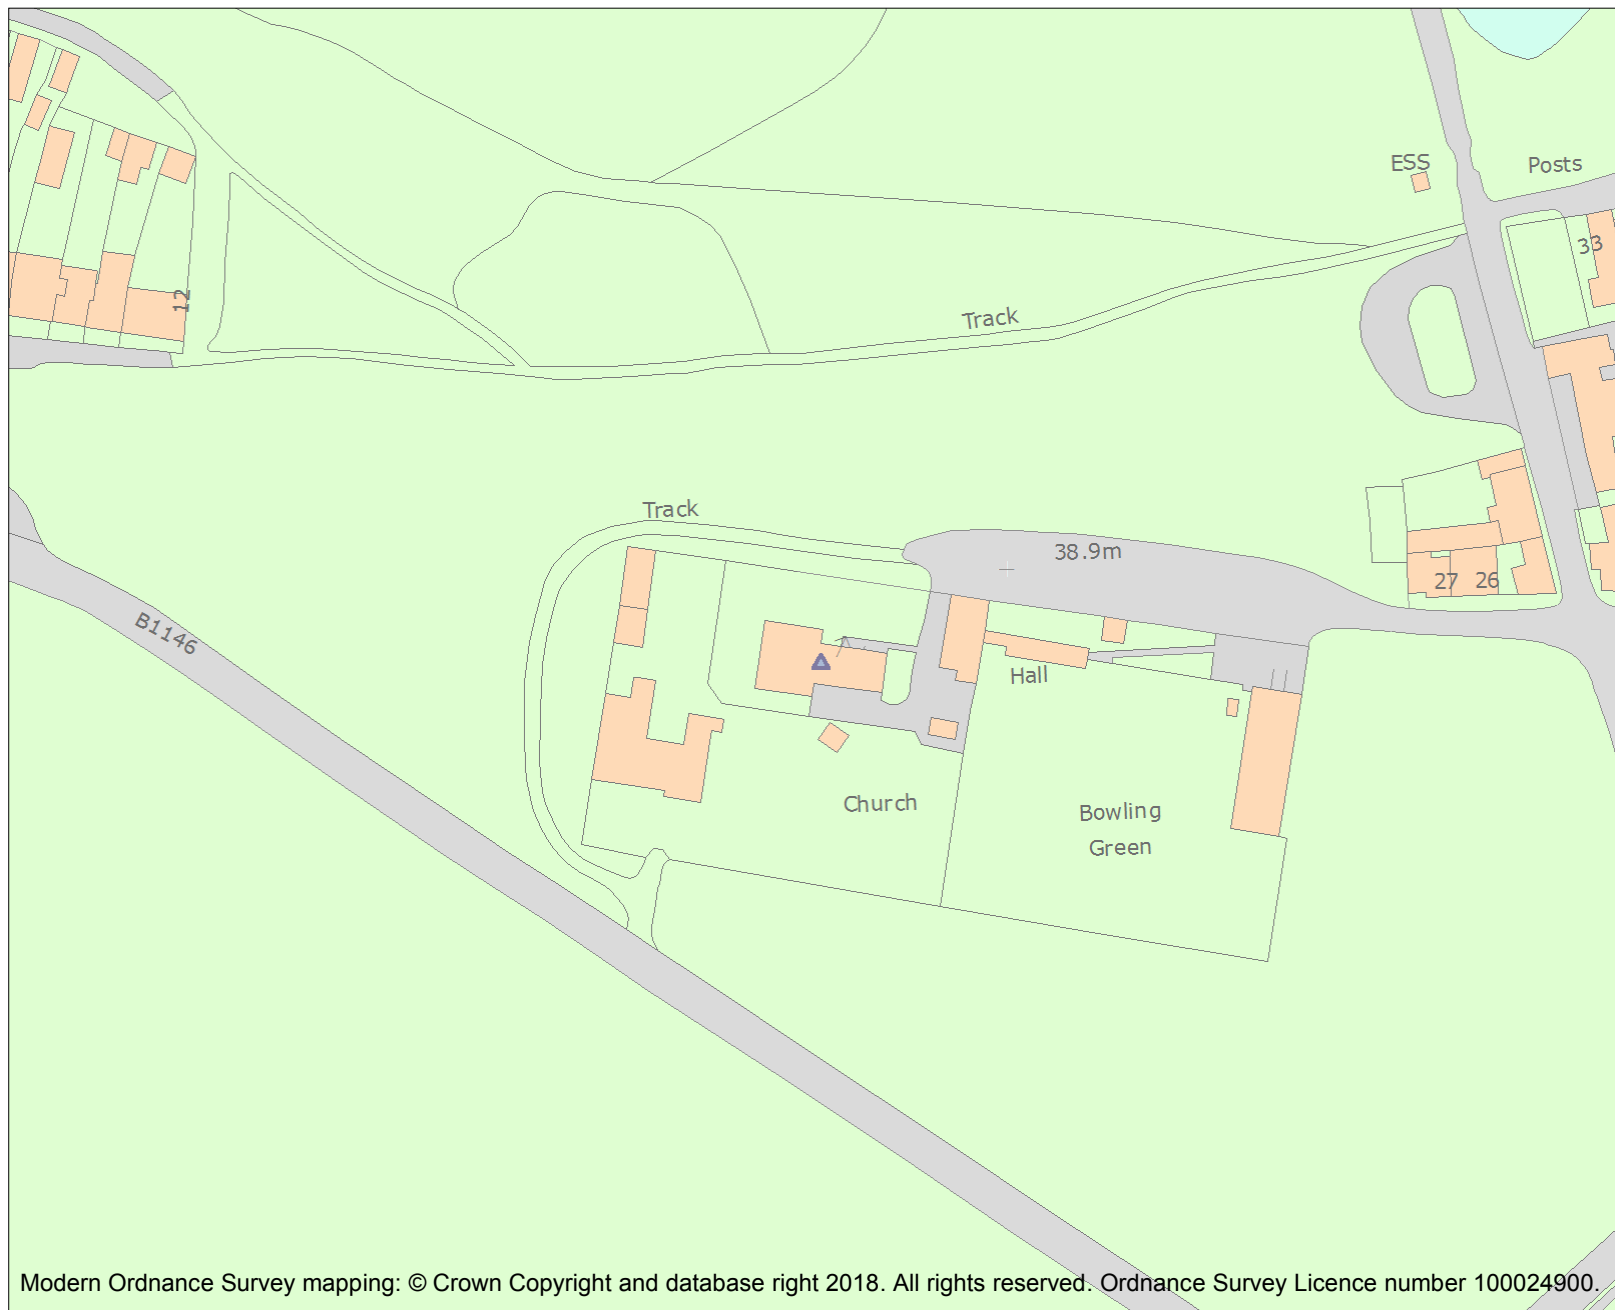 ESS
Posts
33
12
Track
Track
38.9m
27
26
B1146
Hall
Church
Bowling
Green
Modern Ordnance Survey mapping: © Crown Copyright and database right 2018. All rights reserved. Ordnance Survey Licence number 100024900.